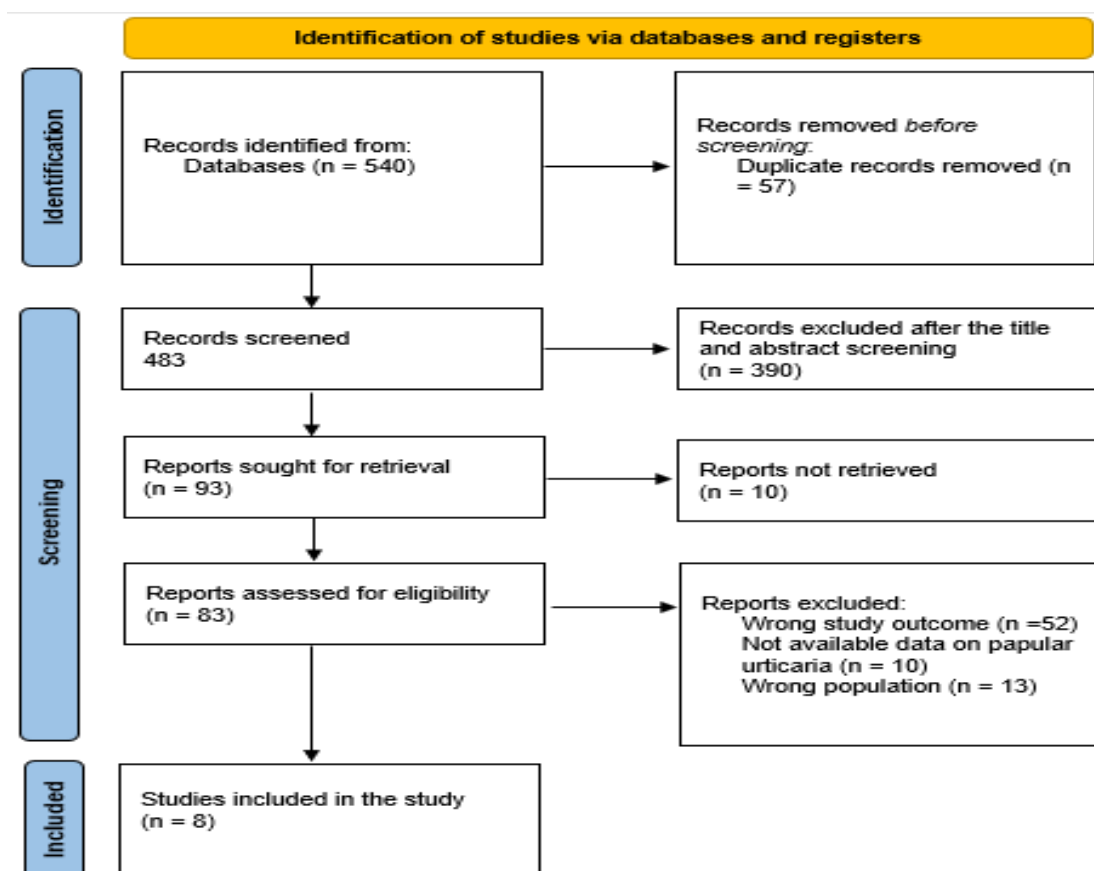 Identification of studies via databases and registers
Identification
Records identified from:
Databases (n = 540)
Records removed before
screening:
Duplicate records removed (n
= 57)
Screening
Records screened
483
Records excluded after the title
and abstract screening
(n = 390)
Reports sought for retrieval
(n = 93)
Reports not retrieved
(n = 10)
Reports assessed for eligibility
(n = 83)
Reports excluded:
Wrong study outcome (n =52)
Not available data on papular
urticaria (n = 10)
Wrong population (n = 13)
Included
Studies included in the study
(n = 8)